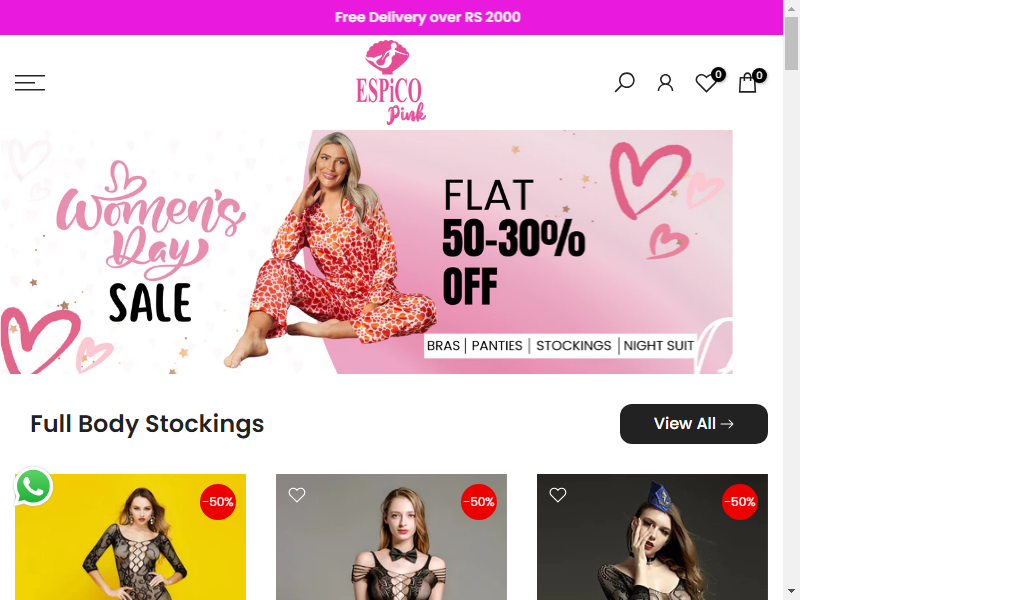 Free Delivery over RS 2000
ESPiCO
Pink
0
0
Women's
Day
SALE
FLAT
50-30%
OFF
BRAS | PANTIES | STOCKINGS | NIGHT SUIT
Full Body Stockings
View All →
-50%
-50%
-50%